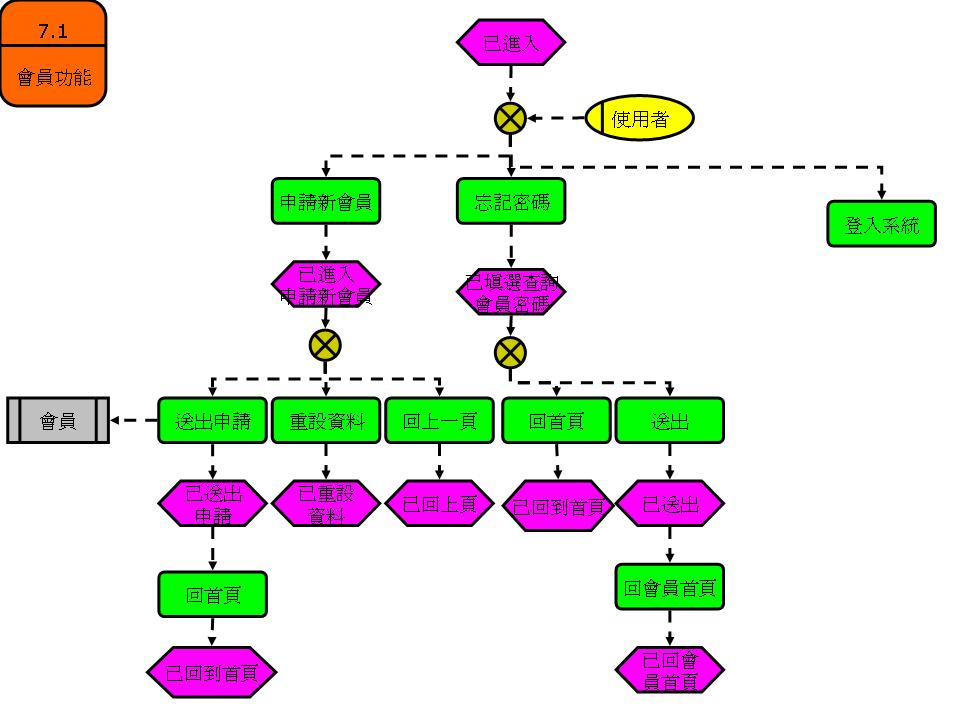 7.1
會員功能
已進入
使用者
申請新會員
忘記密碼
登入系統
已進入
申請新會員
已填選查詢
會員密碼
會員
送出申請
重設資料
回上一頁
回首頁
送出
已送出
申請
已重設
資料
已回上頁
已回到首頁
已送出
回首頁
回會員首頁
已回到首頁
已回會
員首頁